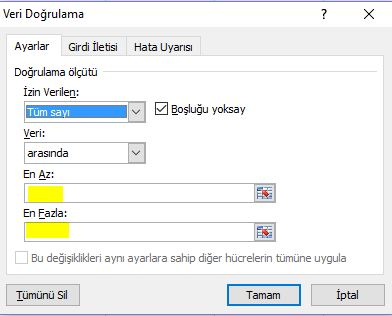 Veri Doğrulama
?
Ayarlar Girdi İletisi Hata Uyarısı
Doğrulama ölçütü
İzin Verilen:
Tüm sayı Boşluğu yoksay
Veri:
arasında
En Az:
En Fazla:
Bu değişiklikleri aynı ayarlara sahip diğer hücrelerin tümüne uygula
Tümünü Sil Tamam İptal